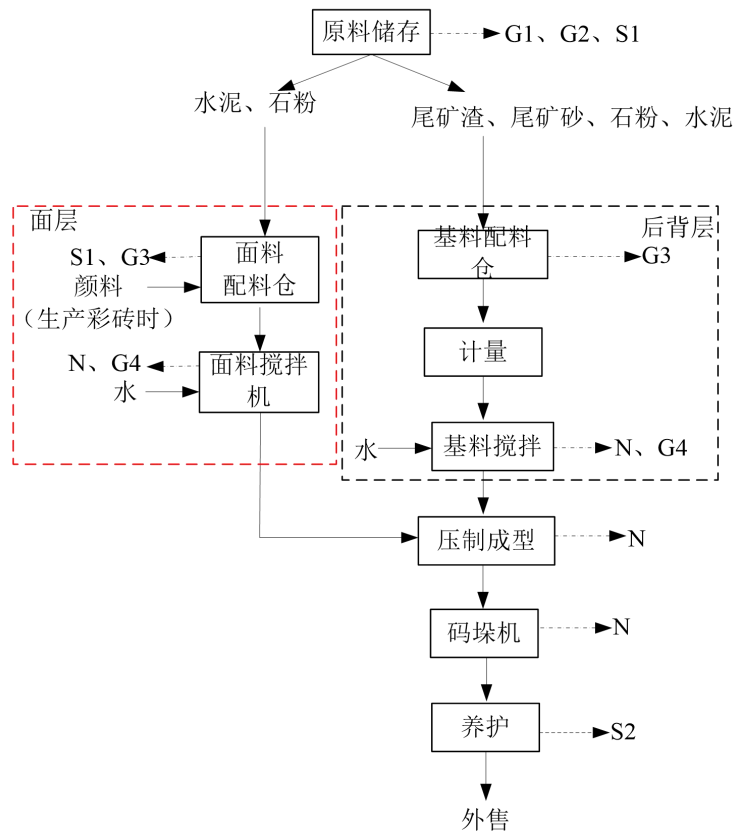 原料储存
G1、G2、S1
水泥、石粉
尾矿渣、尾矿砂、石粉、水泥
面层
后背层
S1、G3
面料
配料仓
颜料
（生产彩砖时）
基料配料
仓
G3
计量
N、G4
水
面料搅拌
机
水
基料搅拌
N、G4
压制成型
N
码垛机
N
养护
S2
外售